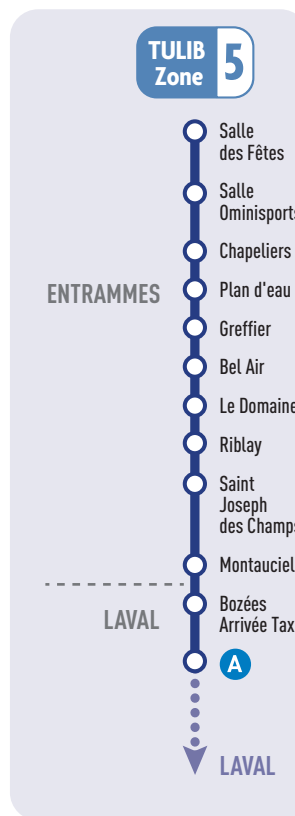 TULIB
Zone
5
Salle
des Fêtes
Salle
Ominisports
Chapeliers
ENTRAMMES
Plan d'eau
Greffier
Bel Air
Le Domaine
Riblay
Saint
Joseph
des Champs
Montauciel
LAVAL
Bozées
Arrivée Tax
A
LAVAL